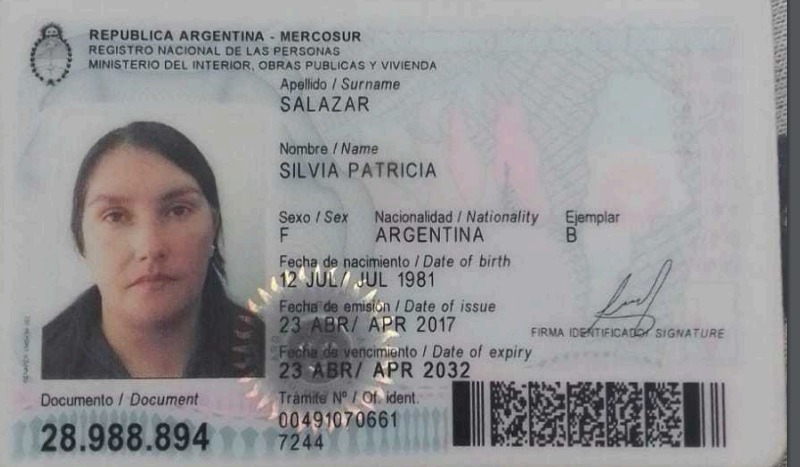 REPUBLICA ARGENTINA - MERCOSUR
REGISTRO NACIONAL DE LAS PERSONAS
MINISTERIO DEL INTERIOR, OBRAS PUBLICAS Y VIVIENDA
Apellido / Surname
SALAZAR
Nombre / Name
SILVIA PATRICIA
Sexo / Sex Nacionalidad / Nationality Ejemplar
F ARGENTINA B
Fecha de nacimiento / Date of birth
12 JUL/ JUL 1981
Fecha de emisión / Date of issue
23 ABR/ APR 2017
FIRMA IDENTIFICADO/ SIGNATURE
Fecha de vencimiento / Date of expiry
23 ABR/ APR 2032
Documento / Document
28.988.894
Trámite Nº / Of. ident.
00491070661
7244